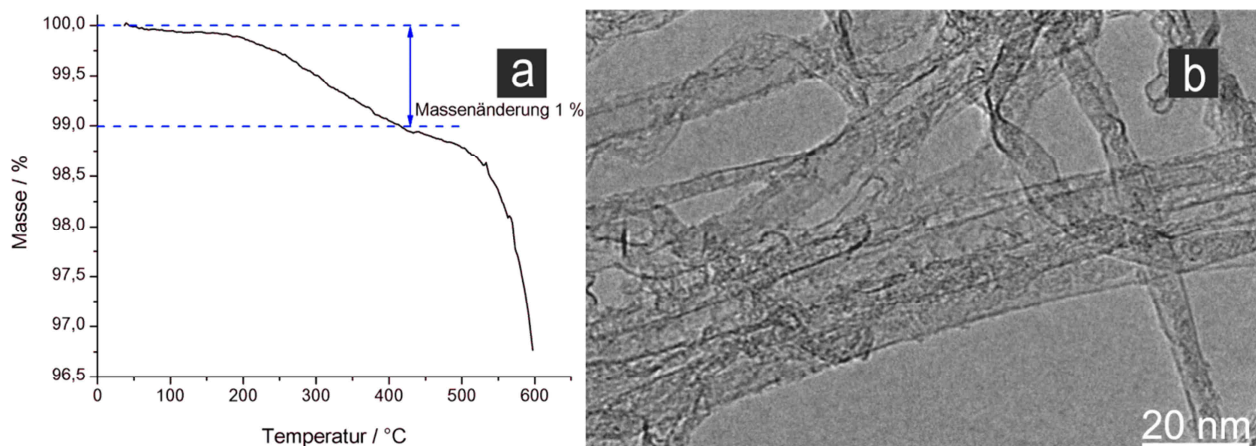 100,0
99,5
99,0
98,5
98,0
97,5
97,0
96,5
Masse / %
0
100
200
300
400
500
600
Temperatur / °C
a
Massenänderung 1 %
b
20 nm